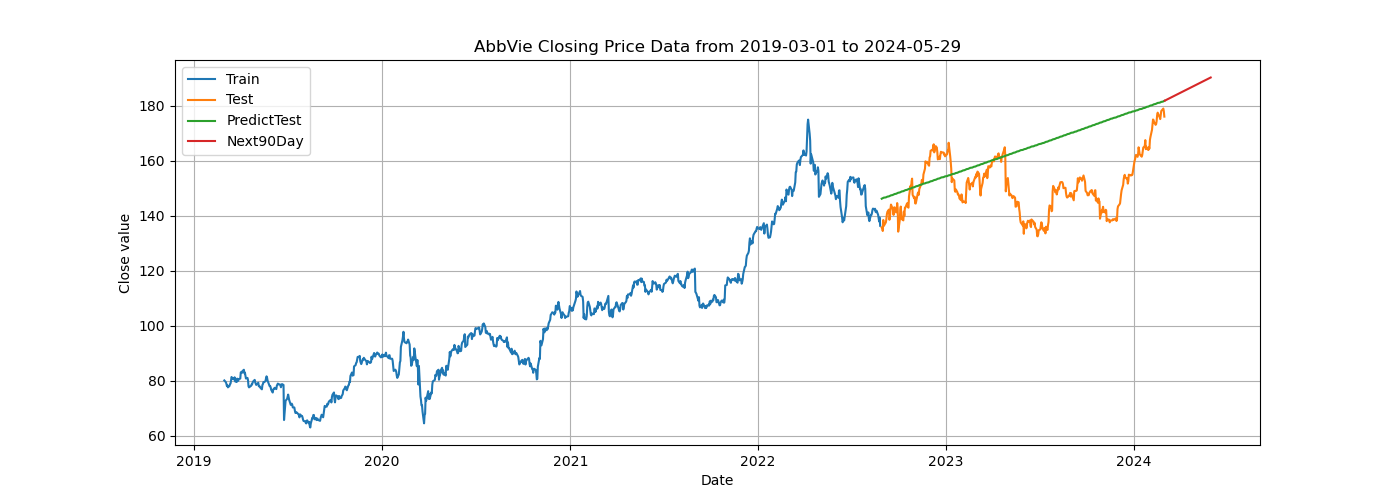 AbbVie Closing Price Data from 2019-03-01 to 2024-05-29
Train
Test
PredictTest
Next90Day
Close value
180
160
140
120
100
80
60
2019
2020
2021
2022
2023
2024
Date